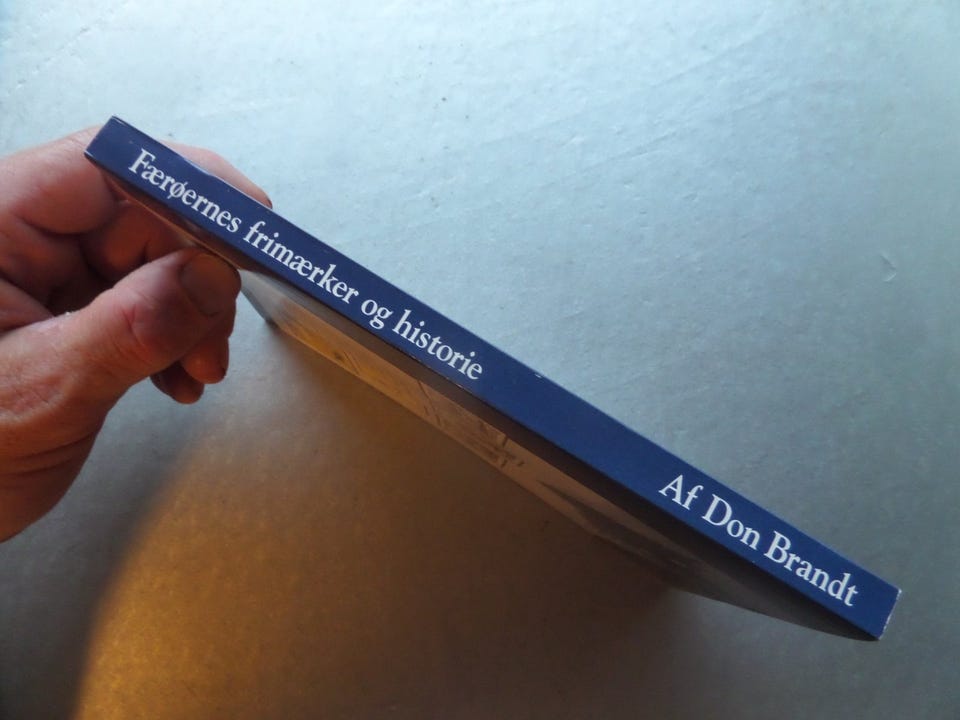 Færøernes frimærker og historie
Af Don Brandt